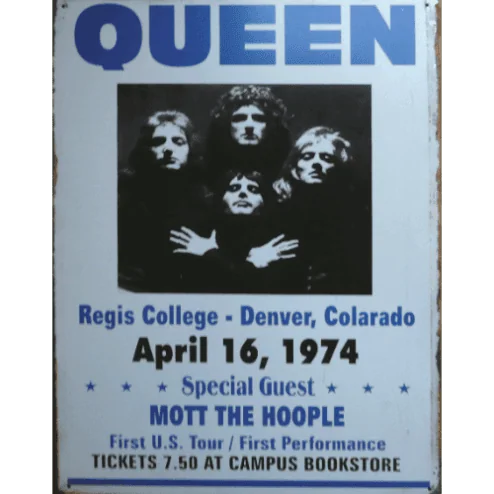 QUEEN
Regis College - Denver, Colarado
April 16, 1974
Special Guest
MOTT THE HOOPLE
First U.S. Tour / First Performance
TICKETS 7.50 AT CAMPUS BOOKSTORE